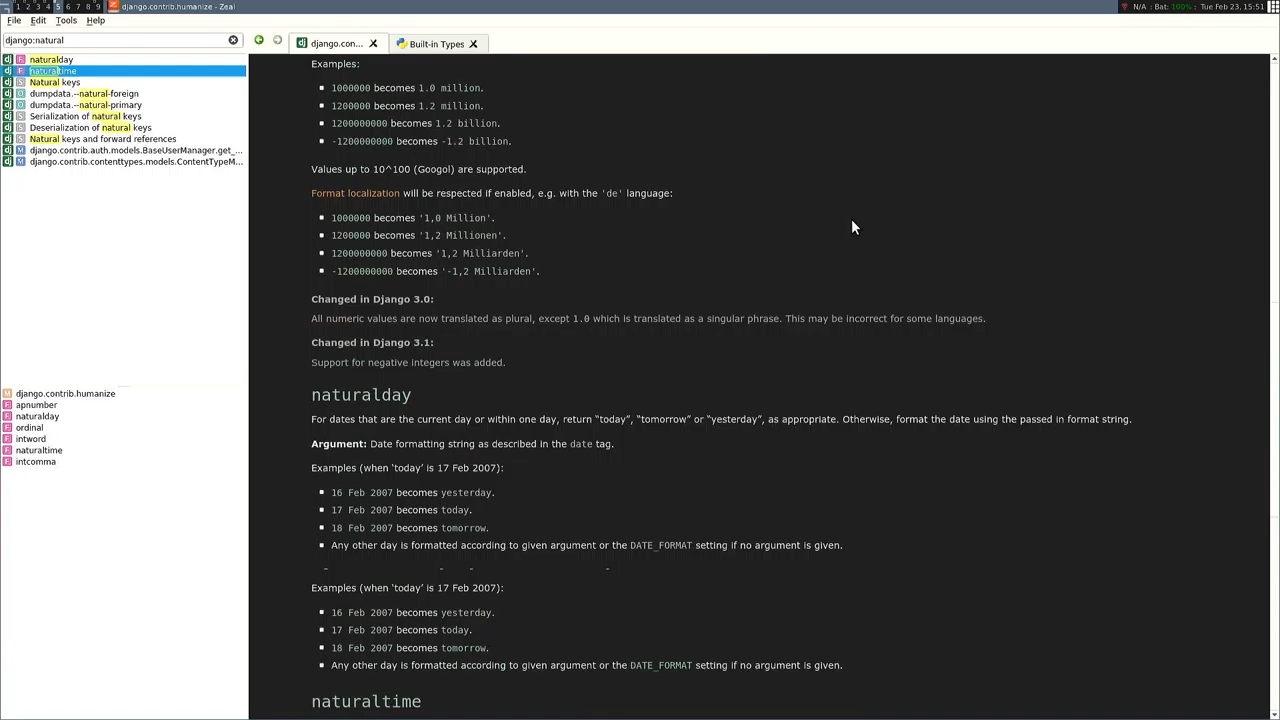 1 2 3 4 5 6 7 8 9 django.contrib.humanize - Zeal N/A : Bat: 100% : Tue Feb 23, 15:51
File Edit Tools Help
django:natural
django.con... Built-in Types
naturalday
naturaltime
Natural keys
dumpdata.--natural-foreign
dumpdata.--natural-primary
Serialization of natural keys
Deserialization of natural keys
Natural keys and forward references
django.contrib.auth.models.BaseUserManager.get_...
django.contrib.contenttypes.models.ContentTypeM...
django.contrib.humanize
apnumber
naturalday
ordinal
intword
naturaltime
intcomma
Examples:
1000000 becomes 1.0 million.
1200000 becomes 1.2 million.
1200000000 becomes 1.2 billion.
-1200000000 becomes -1.2 billion.
Values up to 10^100 (Googol) are supported.
Format localization will be respected if enabled, e.g. with the 'de' language:
1000000 becomes '1,0 Million'.
1200000 becomes '1,2 Millionen'.
1200000000 becomes '1,2 Milliarden'.
-1200000000 becomes '-1,2 Milliarden'.
Changed in Django 3.0:
All numeric values are now translated as plural, except 1.0 which is translated as a singular phrase. This may be incorrect for some languages.
Changed in Django 3.1:
Support for negative integers was added.
naturalday
For dates that are the current day or within one day, return “today”, “tomorrow” or “yesterday”, as appropriate. Otherwise, format the date using the passed in format string.
Argument: Date formatting string as described in the date tag.
Examples (when ‘today’ is 17 Feb 2007):
16 Feb 2007 becomes yesterday.
17 Feb 2007 becomes today.
18 Feb 2007 becomes tomorrow.
Any other day is formatted according to given argument or the DATE_FORMAT setting if no argument is given.
Examples (when ‘today’ is 17 Feb 2007):
16 Feb 2007 becomes yesterday.
17 Feb 2007 becomes today.
18 Feb 2007 becomes tomorrow.
Any other day is formatted according to given argument or the DATE_FORMAT setting if no argument is given.
naturaltime